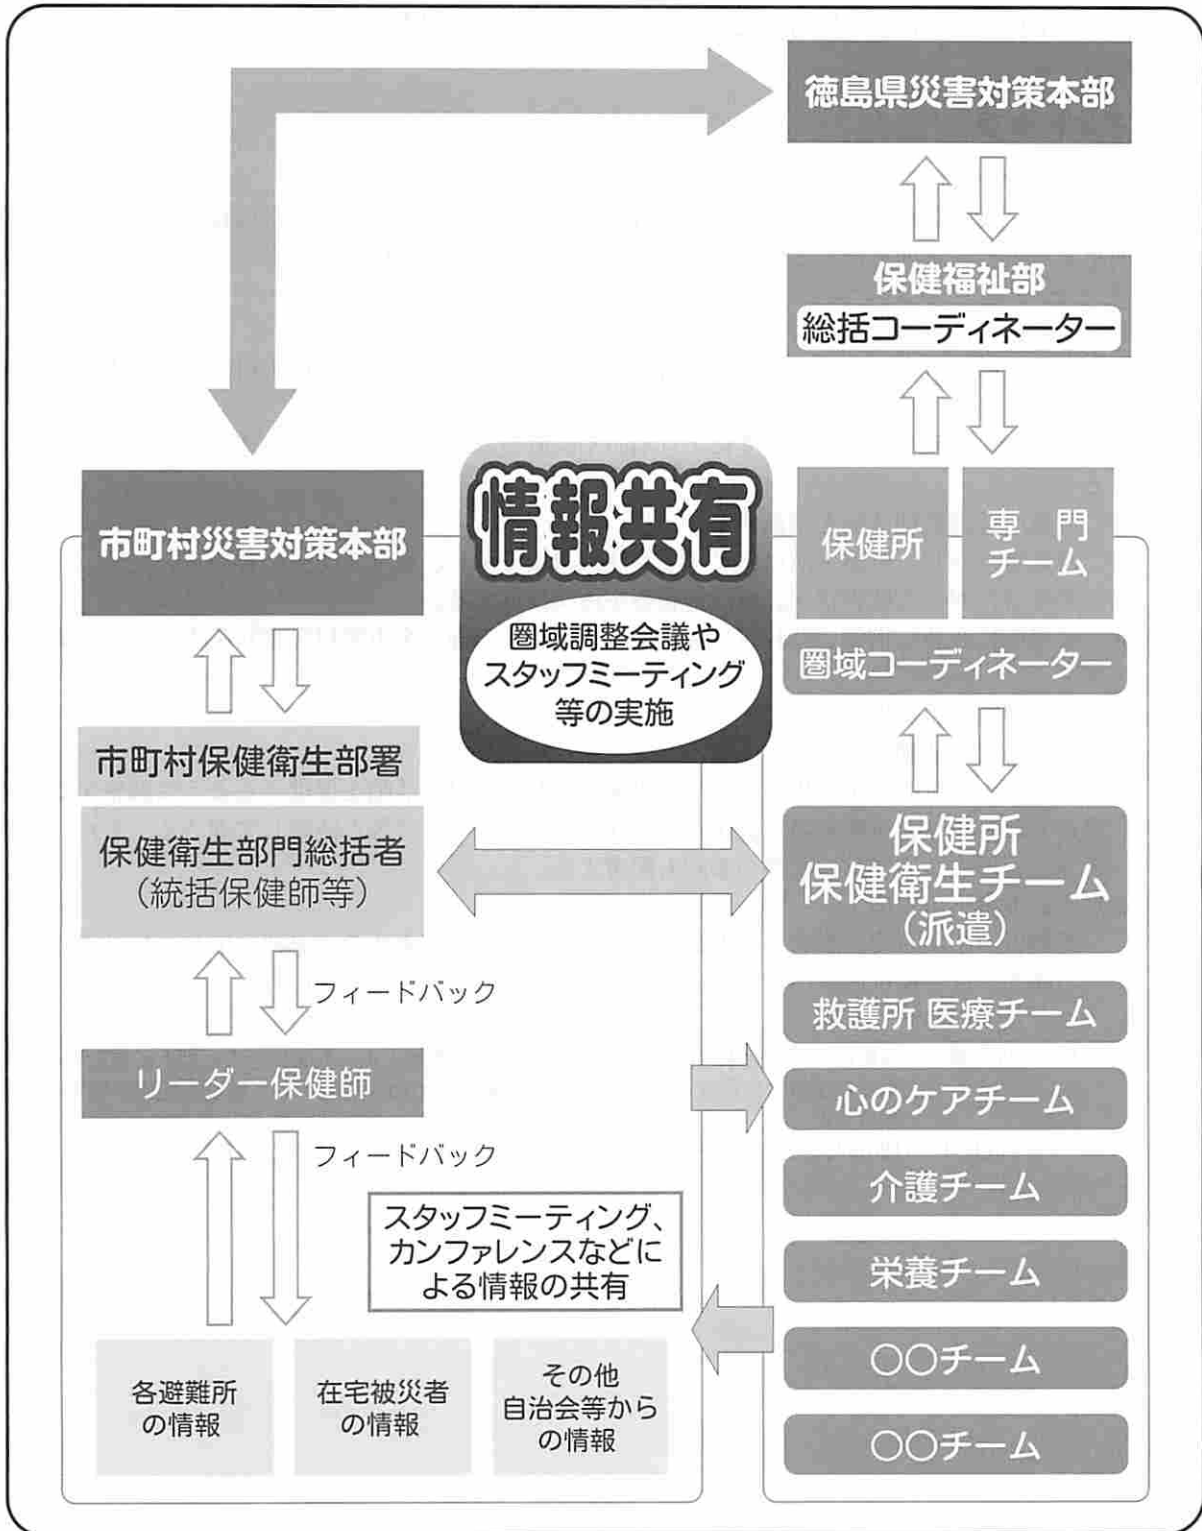 徳島県災害対策本部
保健福祉部
総括コーディネーター
情報共有
圏域調整会議や
スタッフミーティング
等の実施
保健所
専 門
チーム
圏域コーディネーター
市町村災害対策本部
市町村保健衛生部署
保健衛生部門総括者
（統括保健師等）
フィードバック
リーダー保健師
フィードバック
スタッフミーティング、
カンファレンスなどに
よる情報の共有
各避難所
の情報
在宅被災者
の情報
その他
自治会等から
の情報
保健所
保健衛生チーム
（派遣）
救護所 医療チーム
心のケアチーム
介護チーム
栄養チーム
○○チーム
○○チーム